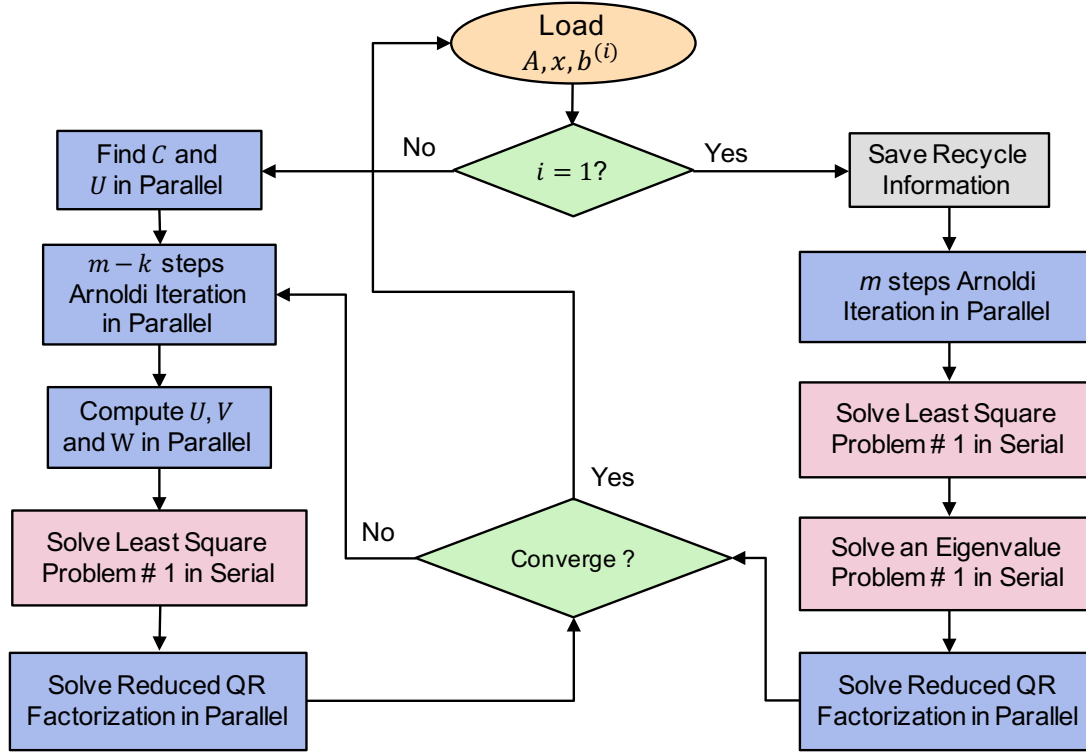 Load
A, x, b^(i)
i = 1?
No
Yes
Find C and
U in Parallel
m − k steps
Arnoldi Iteration
in Parallel
Compute U, V
and W in Parallel
Solve Least Square
Problem # 1 in Serial
Solve Reduced QR
Factorization in Parallel
Save Recycle
Information
m steps Arnoldi
Iteration in Parallel
Solve Least Square
Problem # 1 in Serial
Solve an Eigenvalue
Problem # 1 in Serial
Solve Reduced QR
Factorization in Parallel
Converge ?
Yes
No